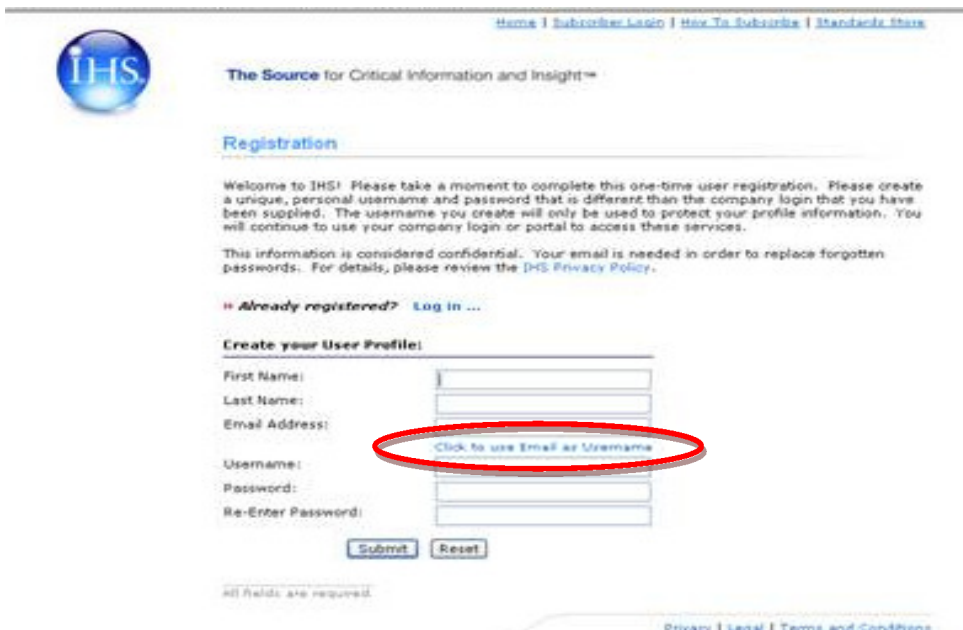 Home | Subscriber Login | How To Subscribe | Standards Store
IHS
The Source for Critical Information and Insight™
Registration
Welcome to IHS! Please take a moment to complete this one-time user registration. Please create
a unique, personal username and password that is different than the company login that you have
been supplied. The username you create will only be used to protect your profile information. You
will continue to use your company login or portal to access these services.
This information is considered confidential. Your email is needed in order to replace forgotten
passwords. For details, please review the IHS Privacy Policy.
» Already registered? Log in ...
Create your User Profile:
First Name:
Last Name:
Email Address:
Click to use Email as Username
Username:
Password:
Re-Enter Password:
Submit Reset
All fields are required.
Privacy | Legal | Terms and Conditions